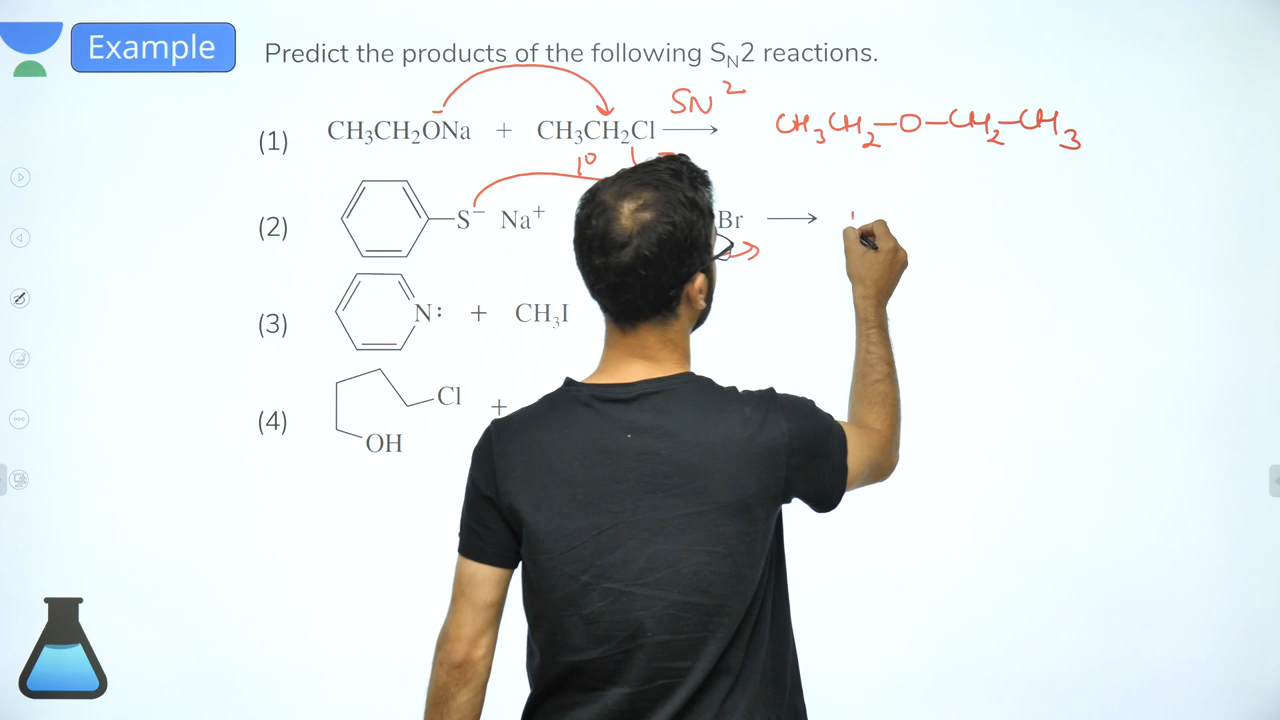 Example
Predict the products of the following SN2 reactions.
SN²
(1) CH3CH2ONa + CH3CH2Cl → CH3CH2–O–CH2–CH3
1°
(2) S⁻ Na⁺ Br →
(3) N: + CH3I
(4) Cl +
OH